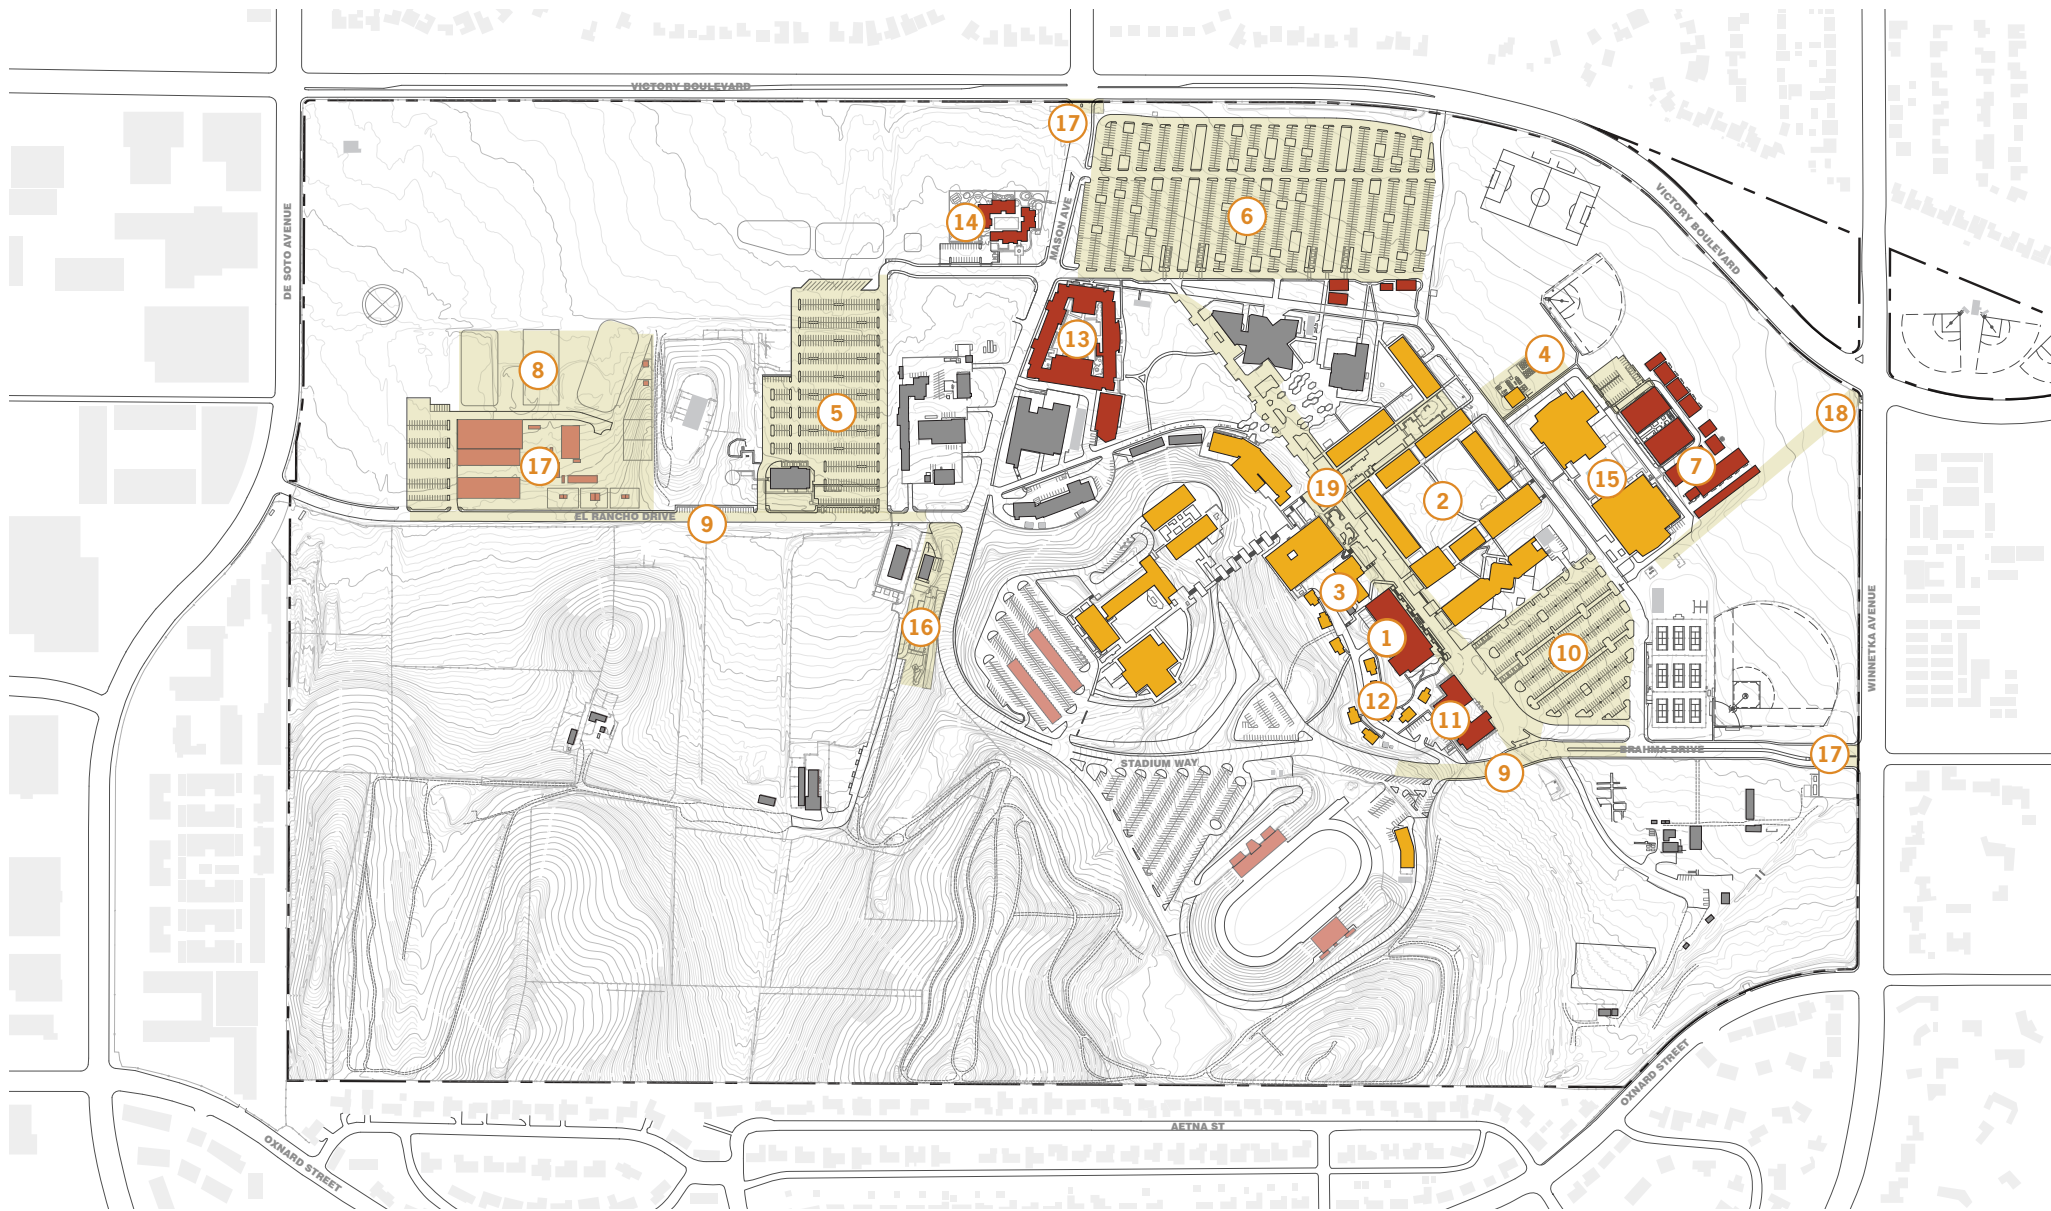 VICTORY BOULEVARD
17
DE SOTO AVENUE
14
MASON AVE
6
VICTORY BOULEVARD
13
4
8
5
18
17
15
7
19
2
9
EL RANCHO DRIVE
3
16
1
10
WINNETKA AVENUE
12
11
BRAHMA DRIVE
17
STADIUM WAY
9
OXNARD STREET
AETNA ST
OXNARD STREET